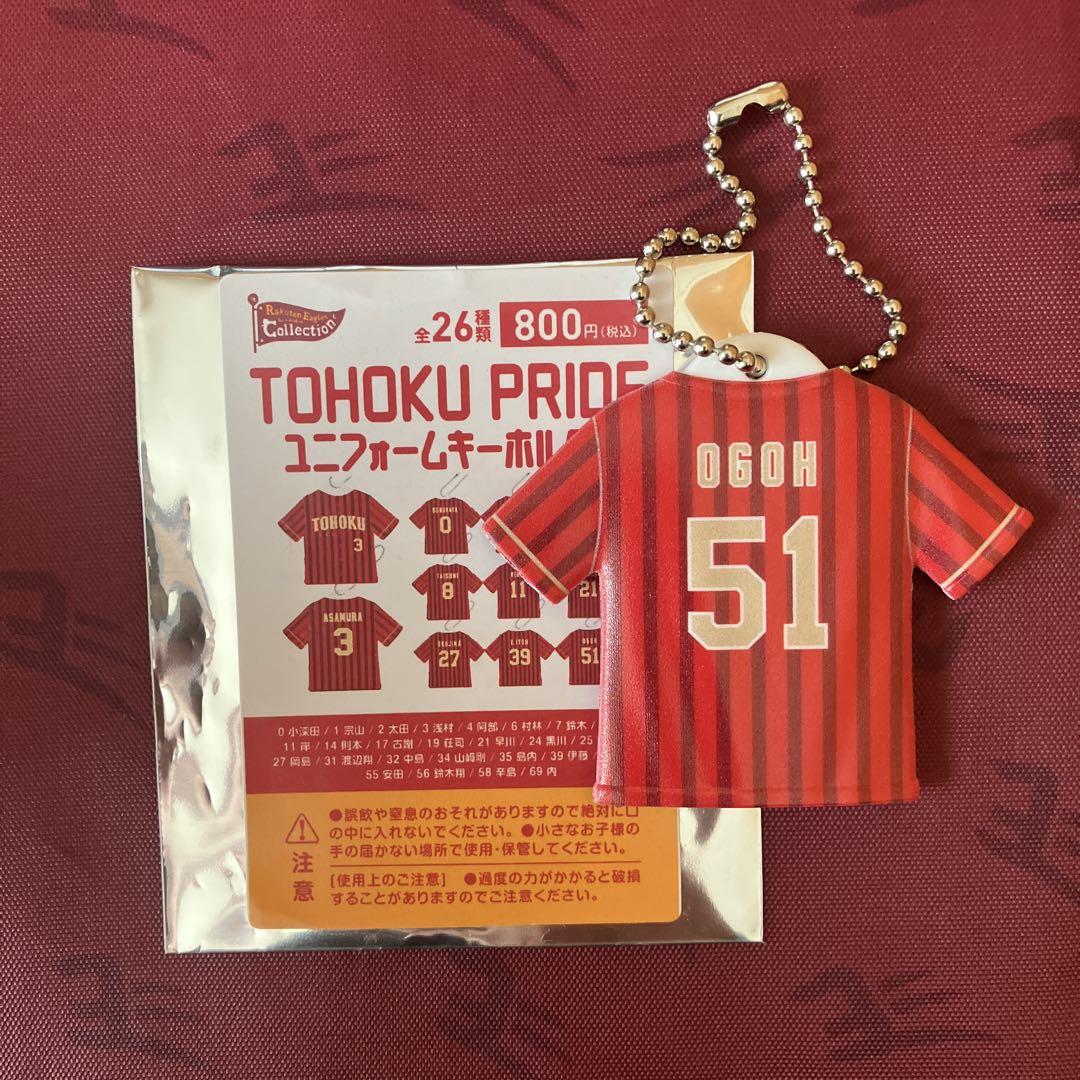 Rakuten Eagles
Collection
全26種類
800円(税込)
TOHOKU PRIDE
ユニフォームキーホル
TOHOKU
3
ASAMURA
3
0
TATSUMI
8
11
21
27
39
OGOH
51
0 小深田 / 1 宗山 / 2 太田 / 3 浅村 / 4 阿部 / 6 村林 / 7 鈴木 /
11 岸 / 14 則本 / 17 古謝 / 19 荘司 / 21 早川 / 24 黒川 / 25
27 岡島 / 31 渡辺翔 / 32 中島 / 34 山﨑剛 / 35 島内 / 39 伊藤 /
55 安田 / 56 鈴木翔 / 58 辛島 / 69 内
注意
●誤飲や窒息のおそれがありますので絶対に口
の中に入れないでください。●小さなお子様の
手の届かない場所で使用・保管してください。
[使用上のご注意] ●過度の力がかかると破損
することがありますのでご注意ください。
OGOH
51